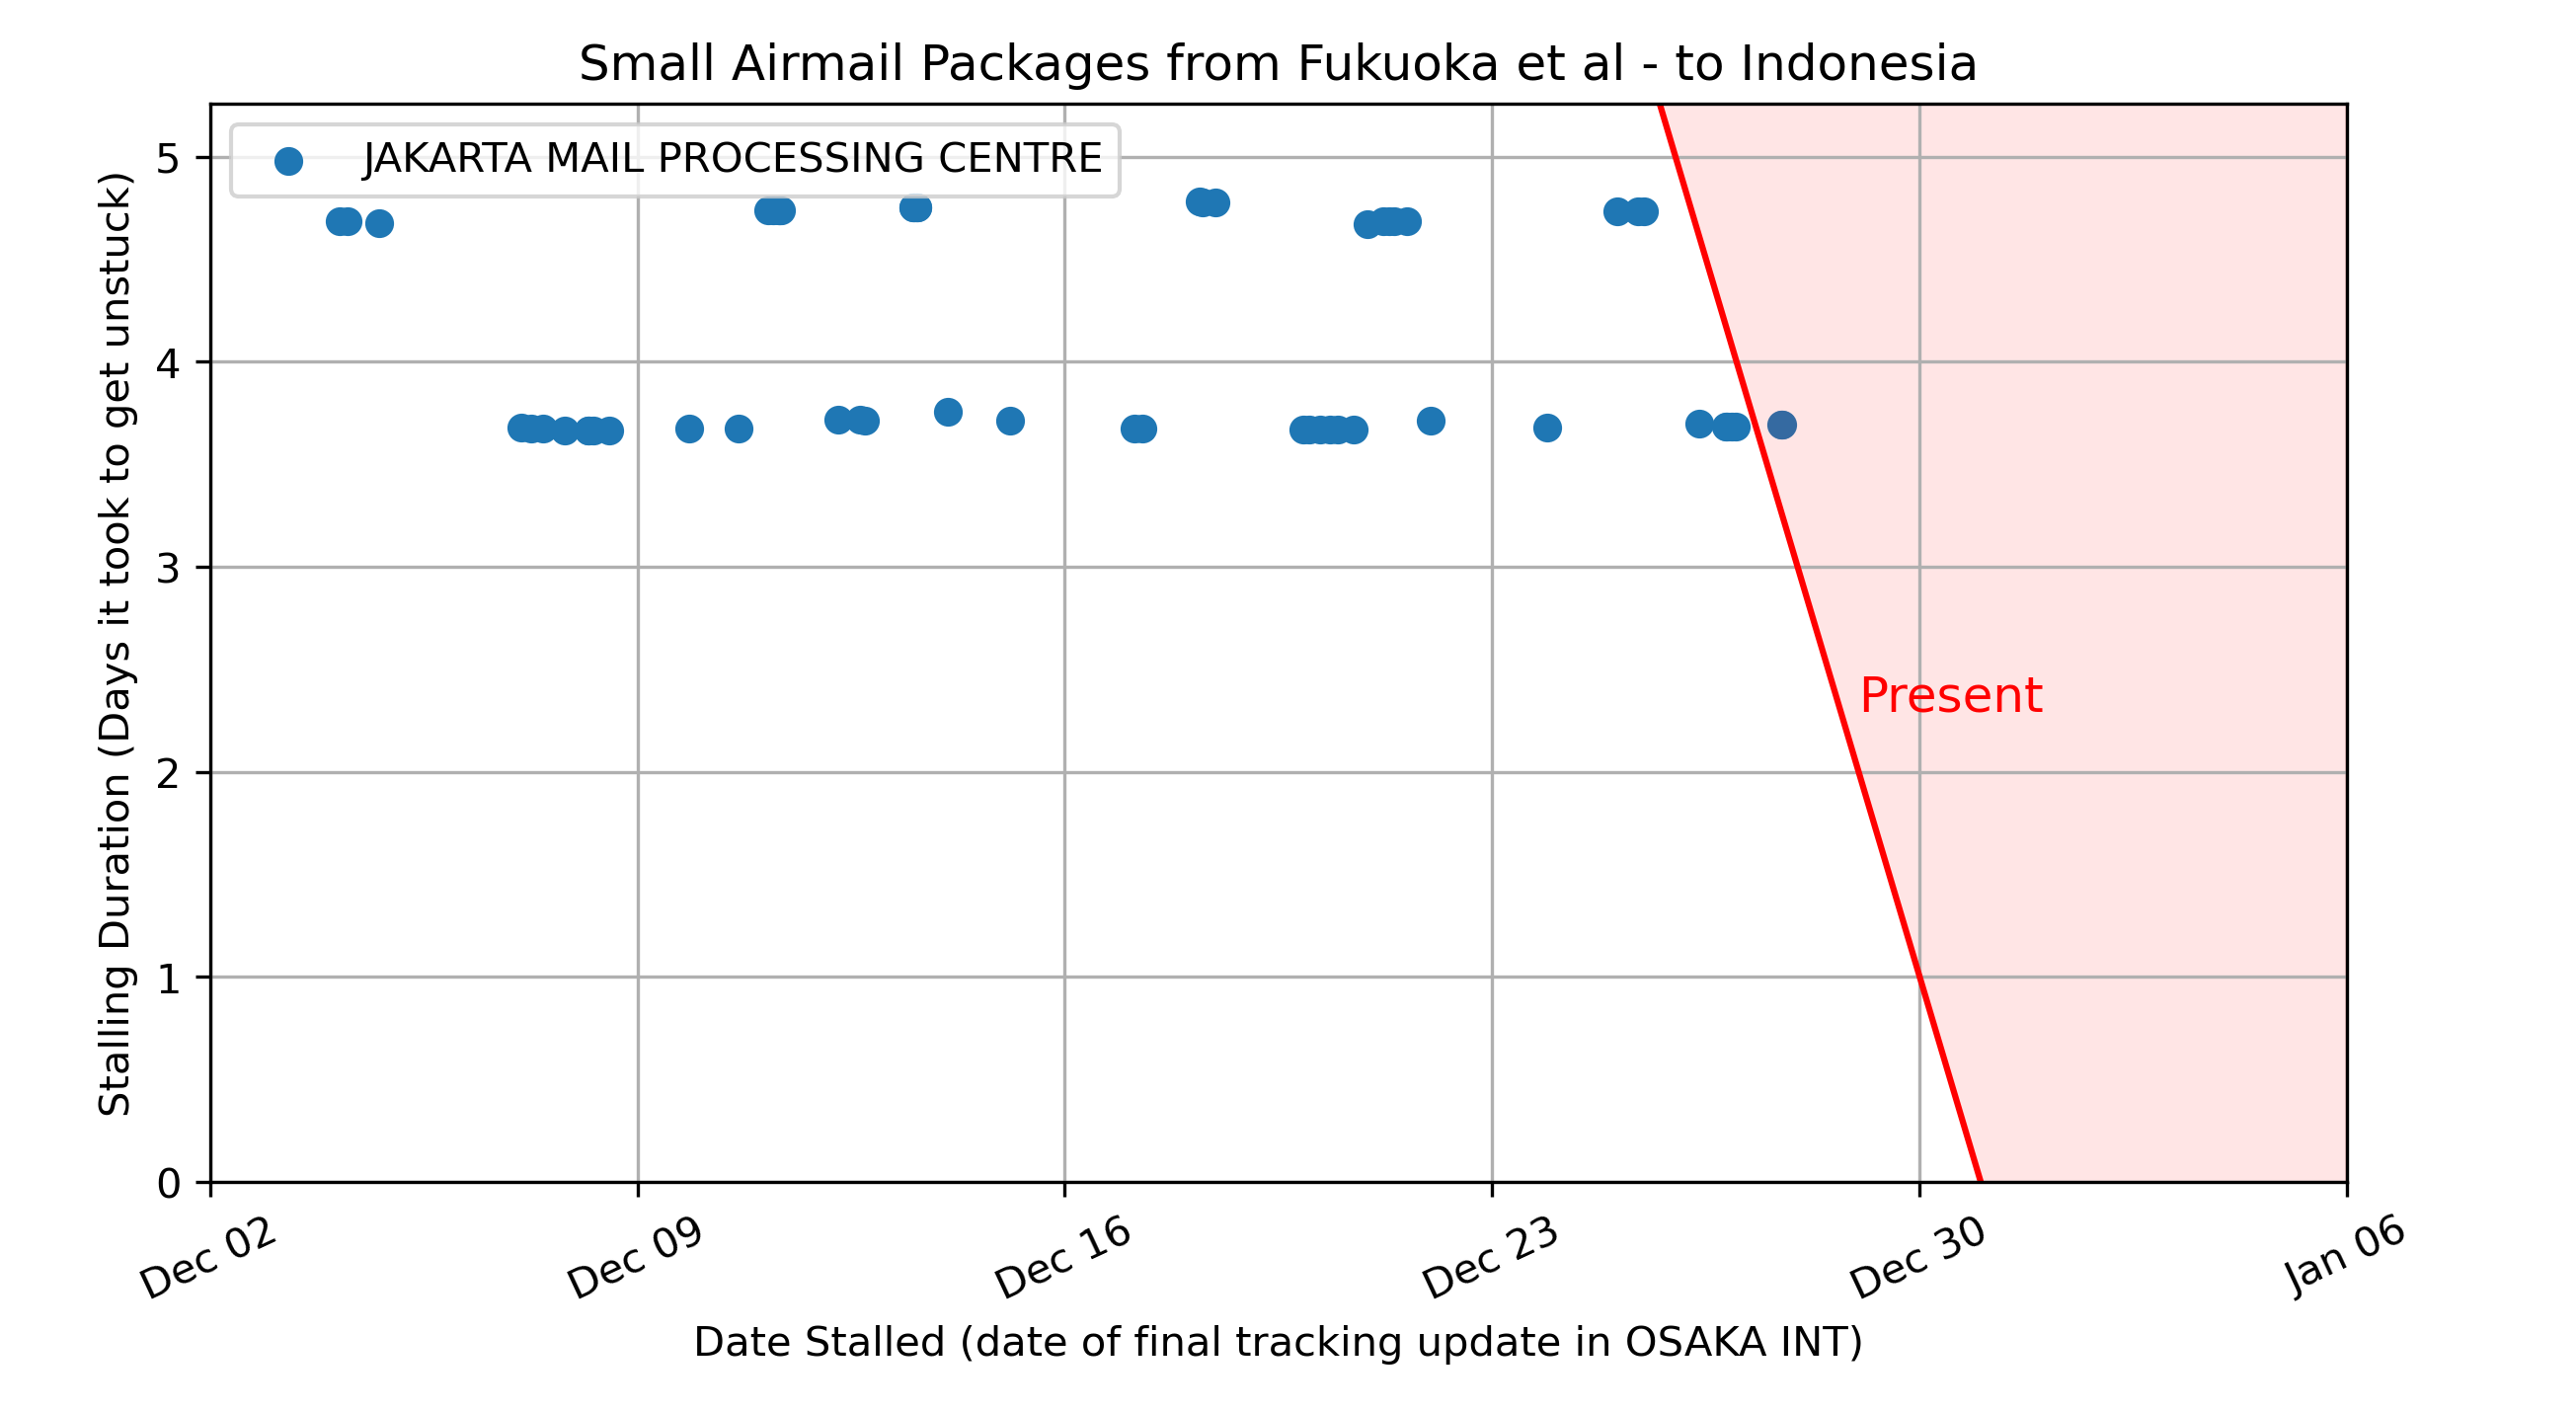 Small Airmail Packages from Fukuoka et al - to Indonesia
JAKARTA MAIL PROCESSING CENTRE
Stalling Duration (Days it took to get unstuck)
5
4
3
2
1
0
Present
Dec 02
Dec 09
Dec 16
Dec 23
Dec 30
Jan 06
Date Stalled (date of final tracking update in OSAKA INT)